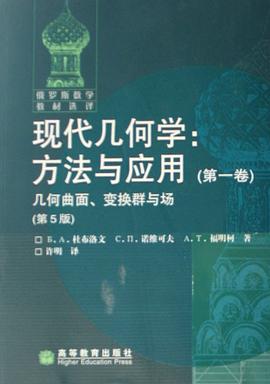 俄罗斯数学
教材选译
现代几何学:
方法与应用 (第一卷)
几何曲面、变换群与场
(第5版)
Б. А. 杜布洛文 С. П. 诺维可夫 А. Т. 福明柯 著
许明 译
高等教育出版社
Higher Education Press